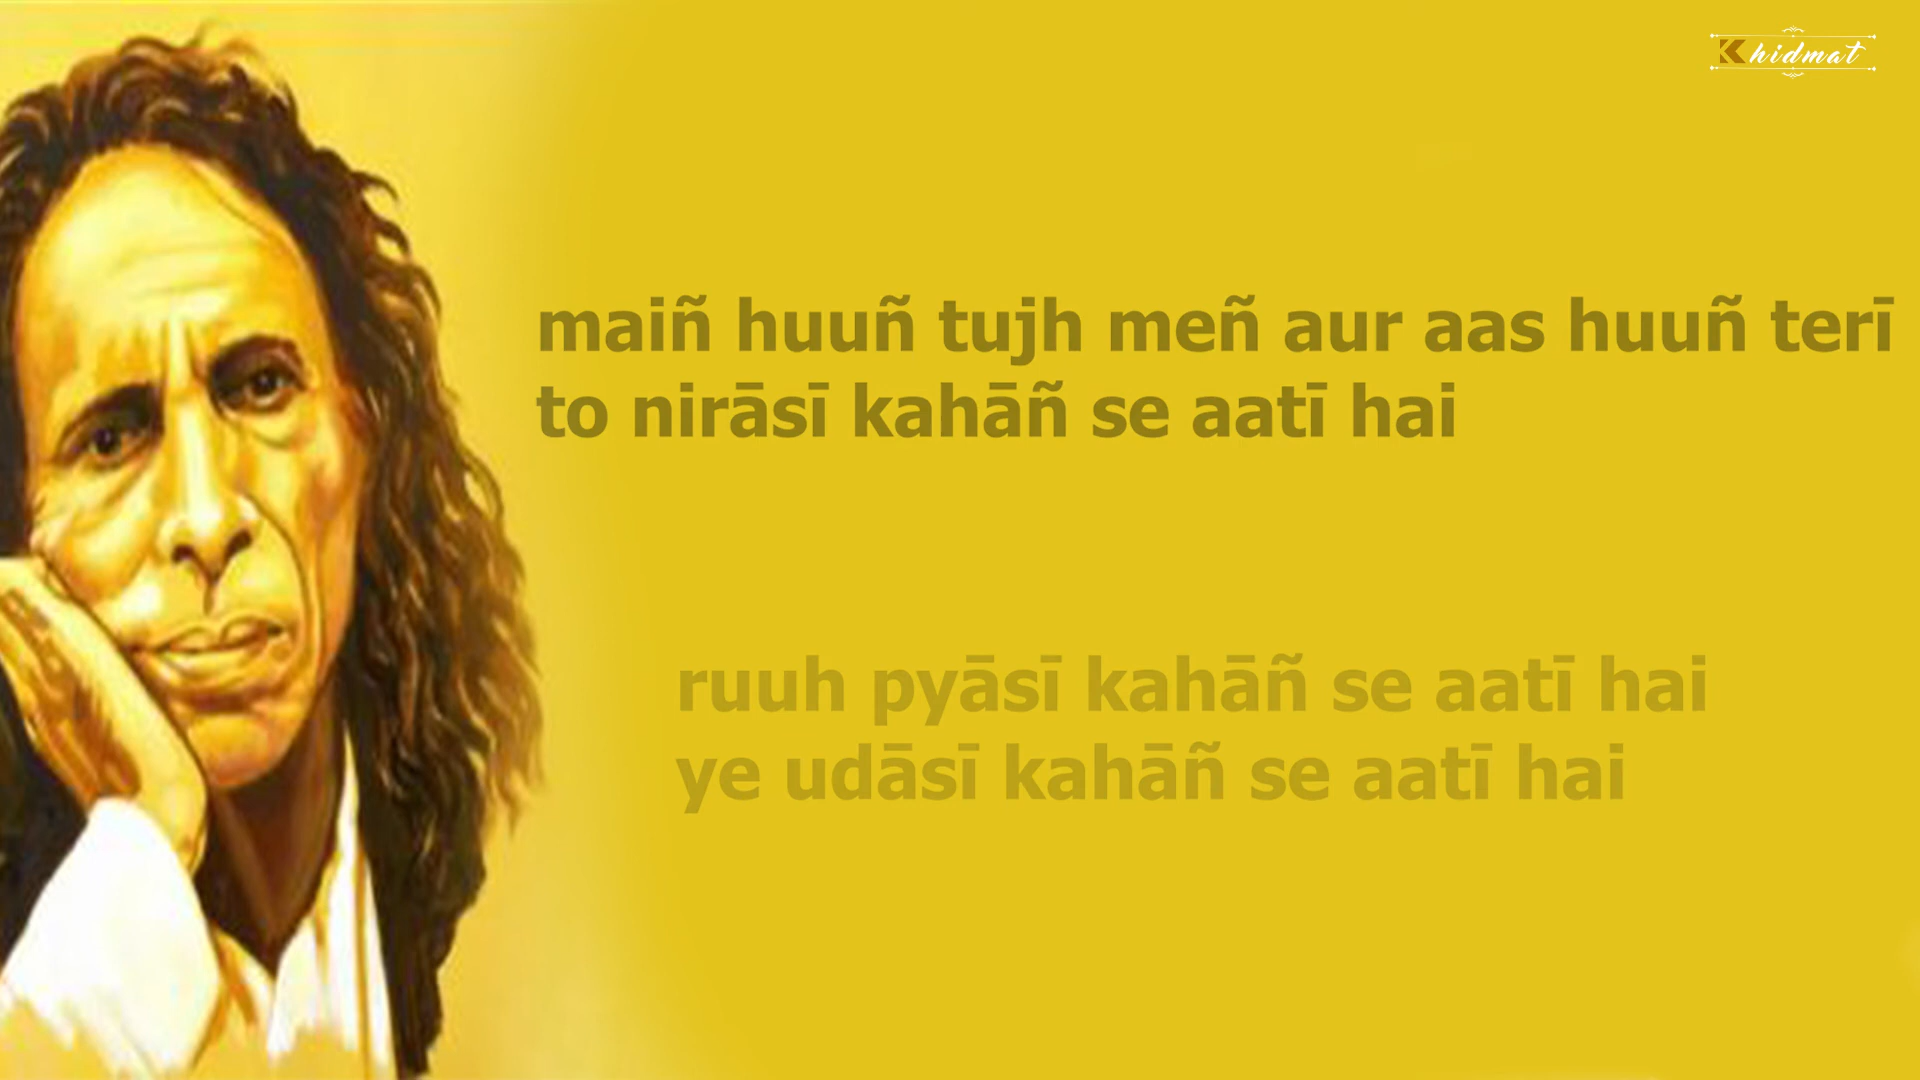 Khidmat
maiñ huuñ tujh meñ aur aas huuñ terī
to nirāsī kahāñ se aatī hai
ruuh pyāsī kahāñ se aatī hai
ye udāsī kahāñ se aatī hai